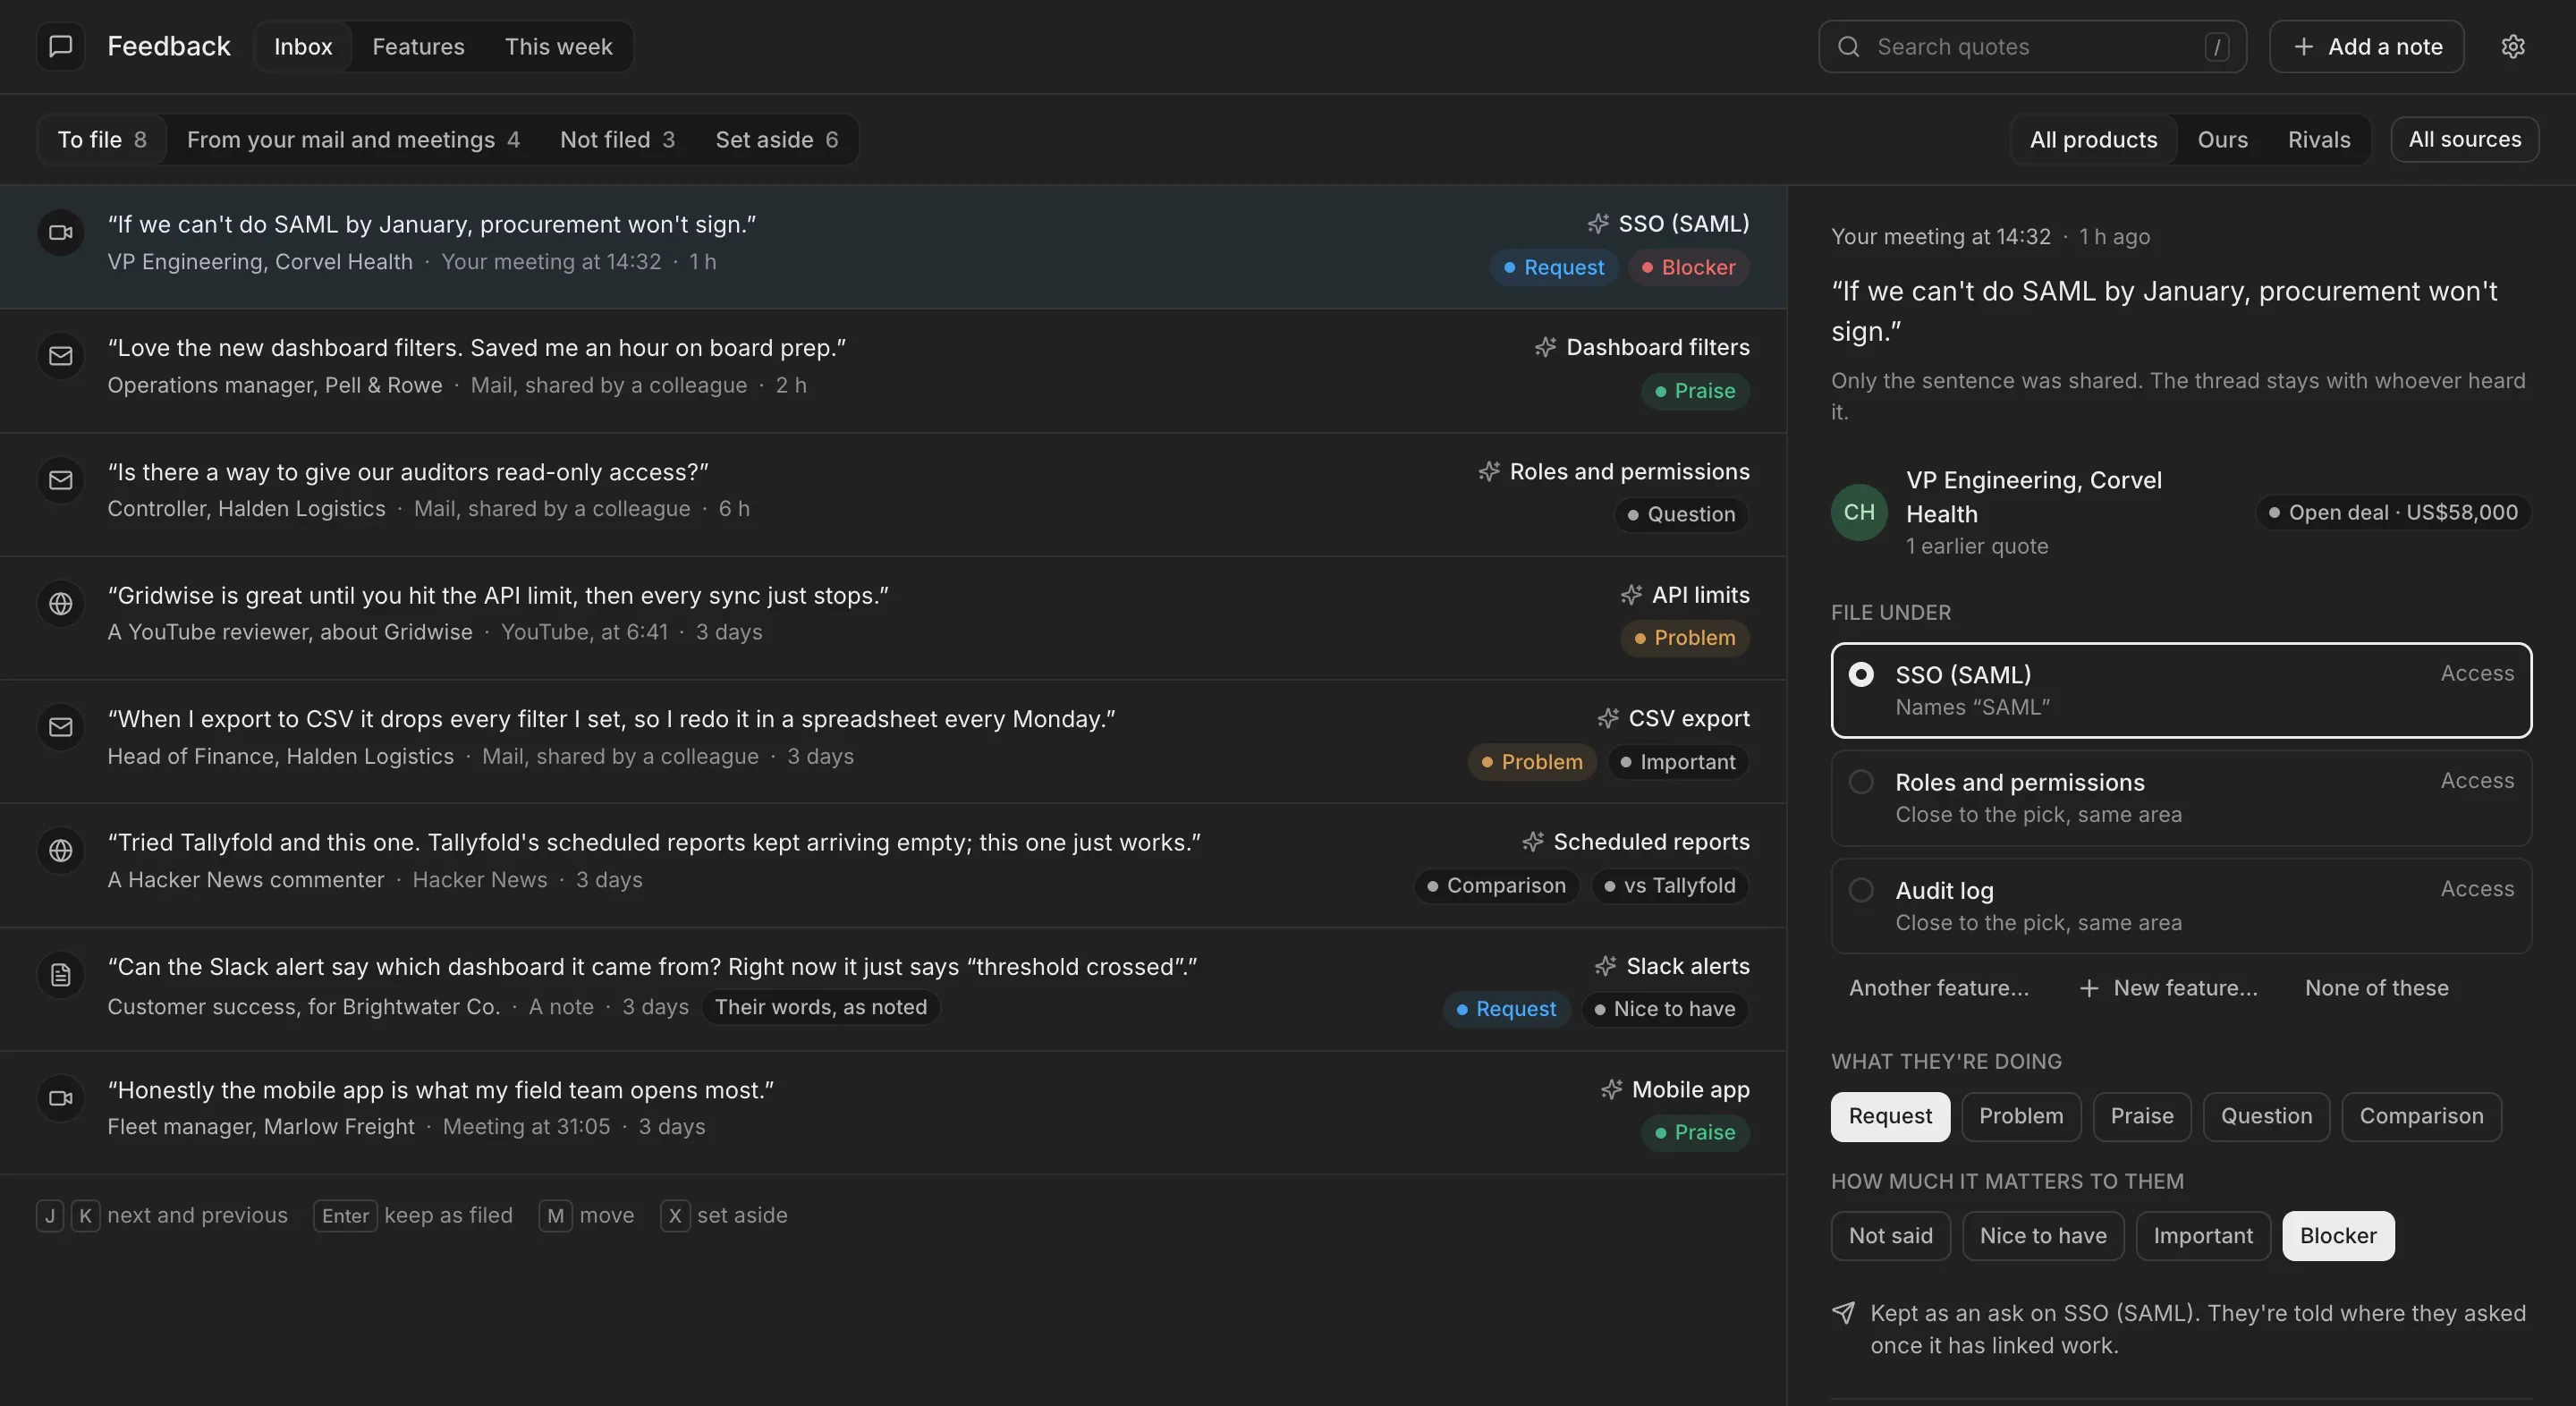 Feedback
Inbox
Features
This week
Search quotes
/
Add a note
To file 8
From your mail and meetings 4
Not filed 3
Set aside 6
All products
Ours
Rivals
All sources
“If we can't do SAML by January, procurement won't sign.”
VP Engineering, Corvel Health · Your meeting at 14:32 · 1 h
SSO (SAML)
Request
Blocker
“Love the new dashboard filters. Saved me an hour on board prep.”
Operations manager, Pell & Rowe · Mail, shared by a colleague · 2 h
Dashboard filters
Praise
“Is there a way to give our auditors read-only access?”
Controller, Halden Logistics · Mail, shared by a colleague · 6 h
Roles and permissions
Question
“Gridwise is great until you hit the API limit, then every sync just stops.”
A YouTube reviewer, about Gridwise · YouTube, at 6:41 · 3 days
API limits
Problem
“When I export to CSV it drops every filter I set, so I redo it in a spreadsheet every Monday.”
Head of Finance, Halden Logistics · Mail, shared by a colleague · 3 days
CSV export
Problem
Important
“Tried Tallyfold and this one. Tallyfold's scheduled reports kept arriving empty; this one just works.”
A Hacker News commenter · Hacker News · 3 days
Scheduled reports
Comparison
vs Tallyfold
“Can the Slack alert say which dashboard it came from? Right now it just says “threshold crossed”.”
Customer success, for Brightwater Co. · A note · 3 days
Their words, as noted
Slack alerts
Request
Nice to have
“Honestly the mobile app is what my field team opens most.”
Fleet manager, Marlow Freight · Meeting at 31:05 · 3 days
Mobile app
Praise
J K next and previous
Enter keep as filed
M move
X set aside
Your meeting at 14:32 · 1 h ago
“If we can't do SAML by January, procurement won't
sign.”
Only the sentence was shared. The thread stays with whoever heard
it.
CH
VP Engineering, Corvel
Health
1 earlier quote
Open deal · US$58,000
FILE UNDER
SSO (SAML)
Access
Names “SAML”
Roles and permissions
Access
Close to the pick, same area
Audit log
Access
Close to the pick, same area
Another feature...
New feature...
None of these
WHAT THEY'RE DOING
Request
Problem
Praise
Question
Comparison
HOW MUCH IT MATTERS TO THEM
Not said
Nice to have
Important
Blocker
Kept as an ask on SSO (SAML). They're told where they asked
once it has linked work.